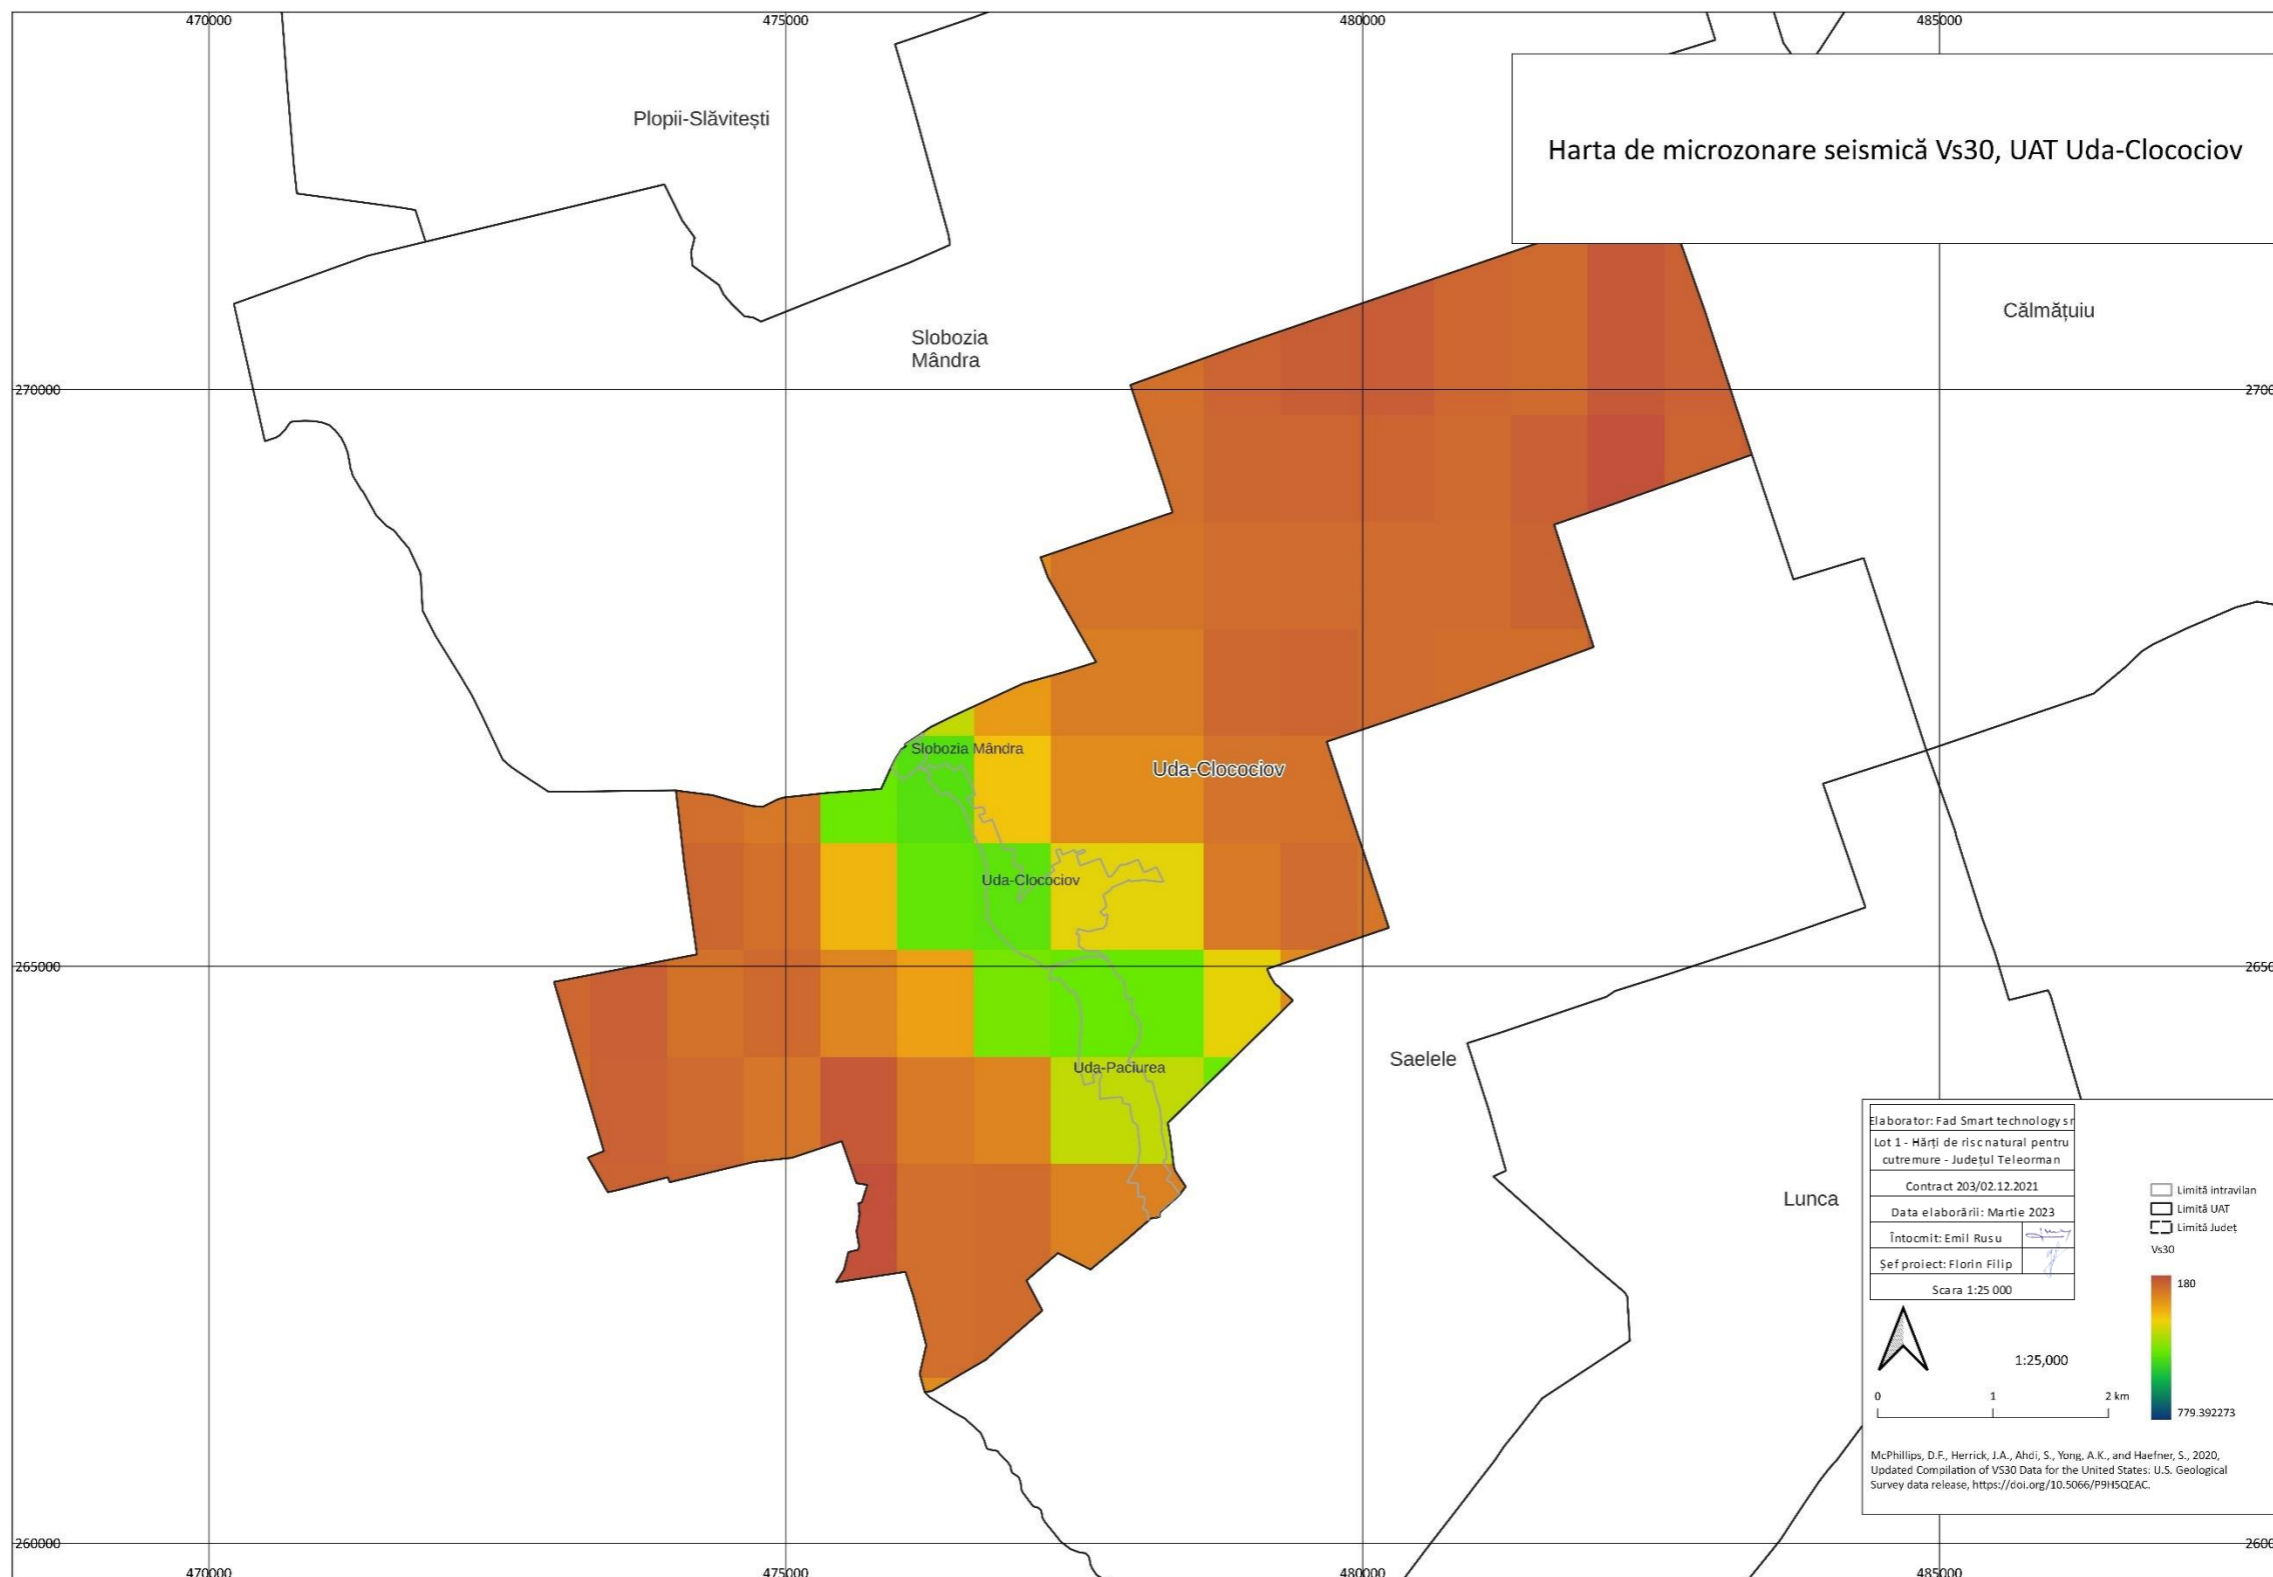 470000
475000
480000
485000
Plopii-Slăvitești
Harta de microzonare seismică Vs30, UAT Uda-Clocociov
Călmățuiu
Slobozia
Mândra
270000
2700
Slobozia Mândra
Uda-Clocociov
Uda-Clocociov
265000
2650
Saelele
Uda-Paciurea
Lunca
Elaborator: Fad Smart technology sr
Lot 1 - Hărți de risc natural pentru
cutremure - Județul Teleorman
Contract 203/02.12.2021
Data elaborării: Martie 2023
Întocmit: Emil Rusu
Șef proiect: Florin Filip
Scara 1:25 000
Limită intravilan
Limită UAT
Limită Județ
Vs30
180
779.392273
1:25,000
0 1 2 km
McPhillips, D.F., Herrick, J.A., Ahdi, S., Yong, A.K., and Haefner, S., 2020,
Updated Compilation of VS30 Data for the United States: U.S. Geological
Survey data release, https://doi.org/10.5066/P9H5QEAC.
260000
2600
470000
475000
480000
485000